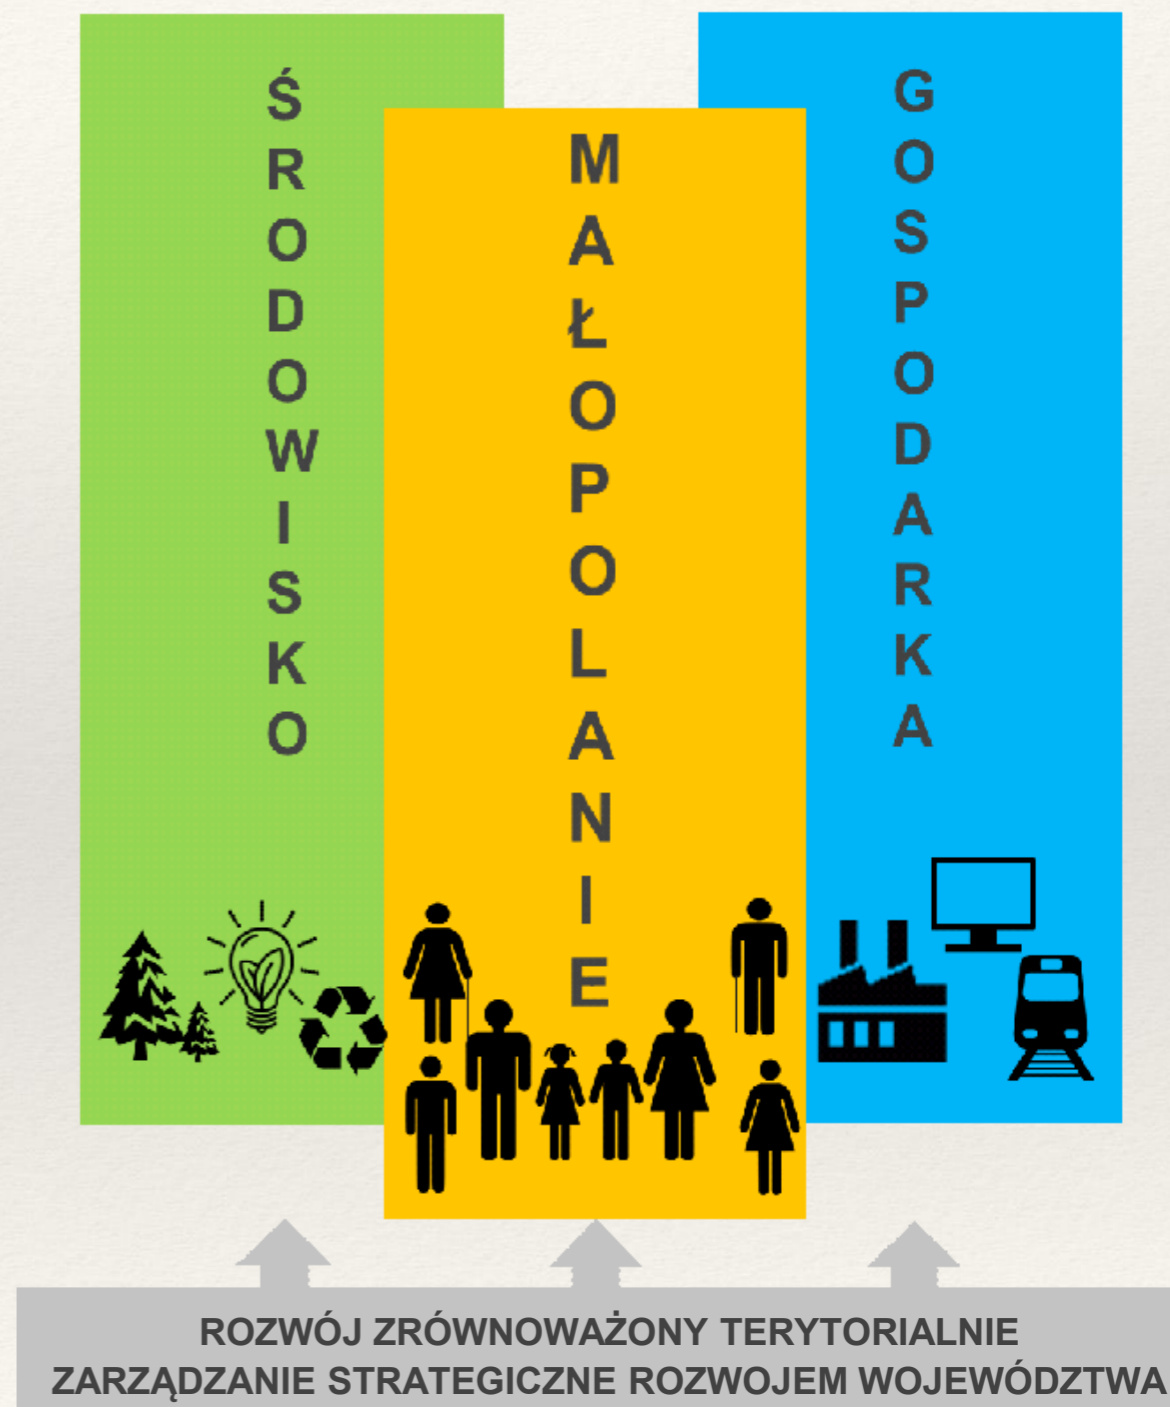 ŚRODOWISKO
MAŁOPOLANIE
GOSPODARKA
ROZWÓJ ZRÓWNOWAŻONY TERYTORIALNIE
ZARZĄDZANIE STRATEGICZNE ROZWOJEM WOJEWÓDZTWA